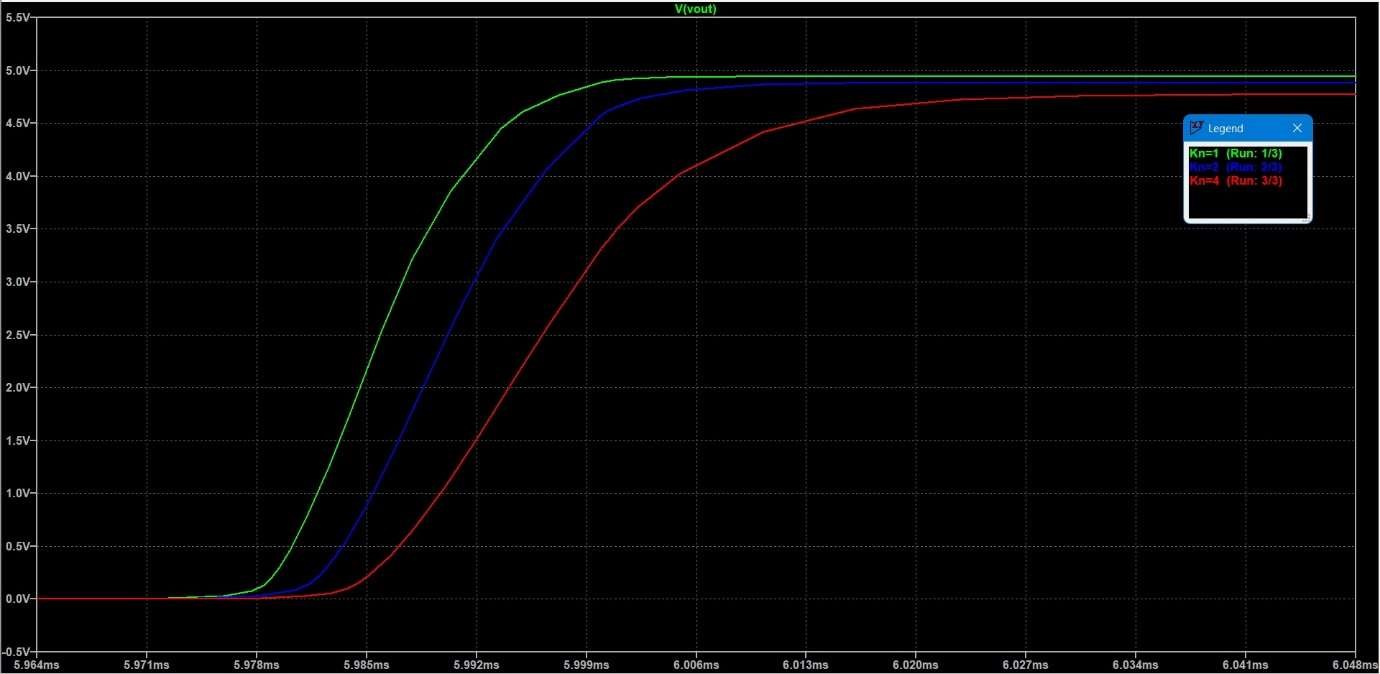 V(vout)
5.5V
5.0V
4.5V
4.0V
3.5V
3.0V
2.5V
2.0V
1.5V
1.0V
0.5V
0.0V
-0.5V
Legend
Kn=1 (Run: 1/3)
Kn=2 (Run: 2/3)
Kn=4 (Run: 3/3)
5.964ms 5.971ms 5.978ms 5.985ms 5.992ms 5.999ms 6.006ms 6.013ms 6.020ms 6.027ms 6.034ms 6.041ms 6.048ms